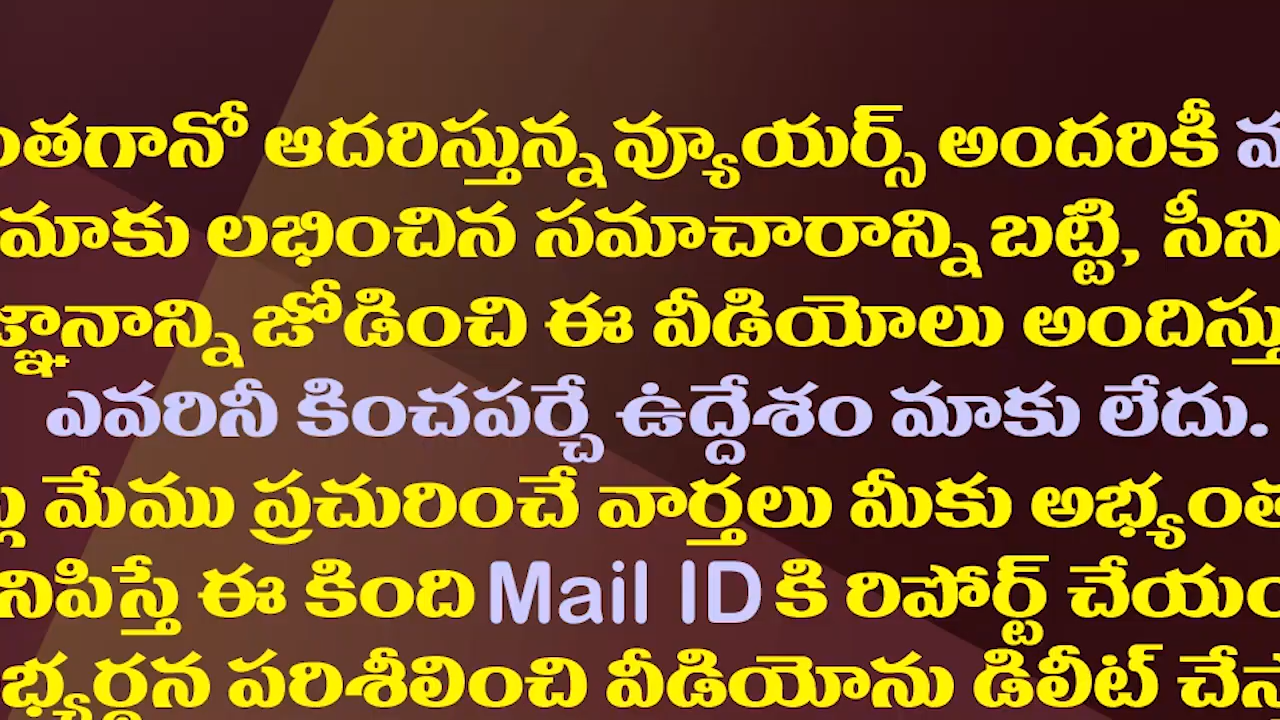 ంతగానో ఆదరిస్తున్న వ్యూయర్స్ అందరికీ
మాకు లభించిన సమాచారాన్ని బట్టి, సీని
జ్ఞానాన్ని జోడించి ఈ వీడియోలు అందిస్తు
ఎవరినీ కించపర్చే ఉద్దేశం మాకు లేదు.
మేము ప్రచురించే వార్తలు మీకు అభ్యంత
నిపిస్తే ఈ కింది Mail ID కి రిపోర్ట్ చేయం
భ్యర్థన పరిశీలించి వీడియోను డిలీట్ చేస